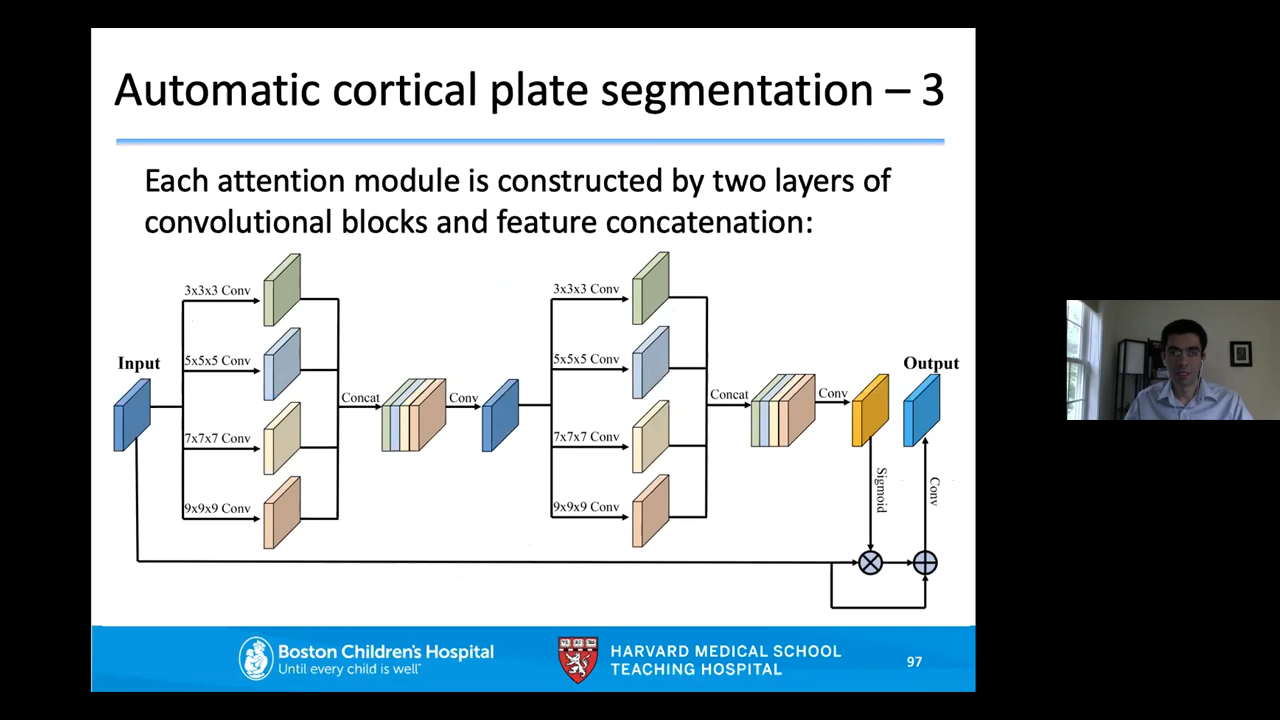 Automatic cortical plate segmentation – 3
Each attention module is constructed by two layers of
convolutional blocks and feature concatenation:
Input
3x3x3 Conv
5x5x5 Conv
7x7x7 Conv
9x9x9 Conv
Concat
Conv
3x3x3 Conv
5x5x5 Conv
7x7x7 Conv
9x9x9 Conv
Concat
Conv
Output
Sigmoid
Conv
Boston Children's Hospital
Until every child is well™
HARVARD MEDICAL SCHOOL
TEACHING HOSPITAL
97